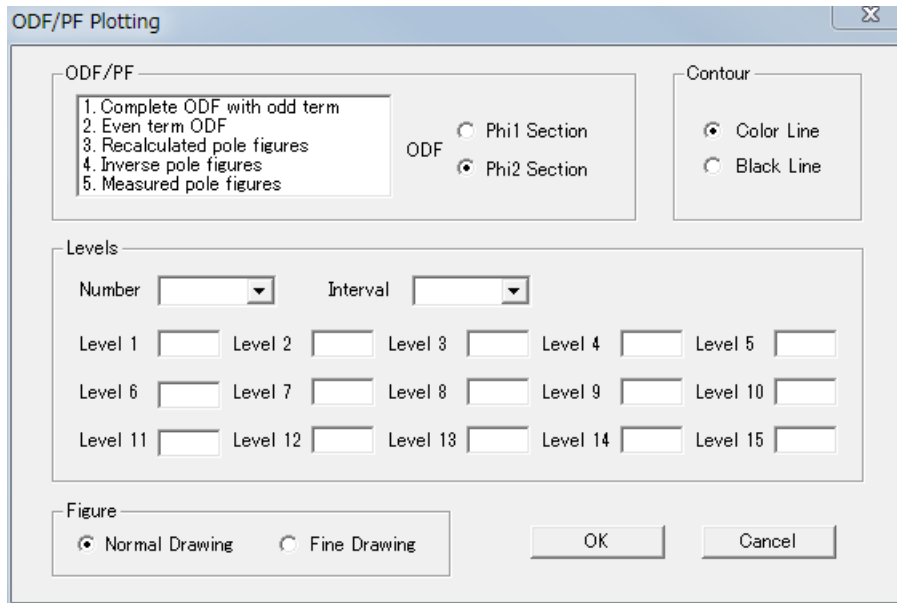 ODF/PF Plotting
ODF/PF
1. Complete ODF with odd term
2. Even term ODF
3. Recalculated pole figures
4. Inverse pole figures
5. Measured pole figures
ODF
Phi1 Section
Phi2 Section
Contour
Color Line
Black Line
Levels
Number Interval
Level 1 Level 2 Level 3 Level 4 Level 5
Level 6 Level 7 Level 8 Level 9 Level 10
Level 11 Level 12 Level 13 Level 14 Level 15
Figure
Normal Drawing Fine Drawing
OK Cancel